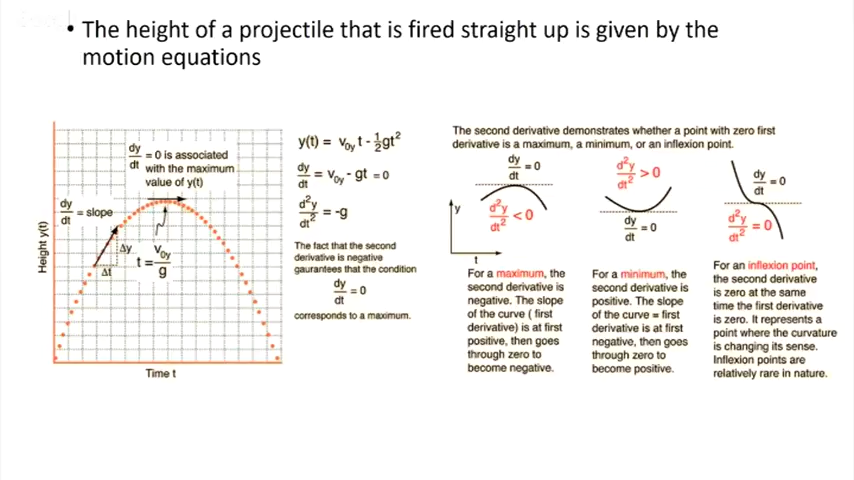 • The height of a projectile that is fired straight up is given by the
motion equations
dy/dt = 0 is associated
with the maximum
value of y(t)
dy/dt = slope
Δy
Δt
t = v₀y/g
Height y(t)
Time t
y(t) = v₀y t - ½gt²
dy/dt = v₀y - gt = 0
d²y/dt² = -g
The fact that the second
derivative is negative
gaurantees that the condition
dy/dt = 0
corresponds to a maximum.
The second derivative demonstrates whether a point with zero first
derivative is a maximum, a minimum, or an inflexion point.
dy/dt = 0
y
d²y/dt² < 0
t
For a maximum, the
second derivative is
negative. The slope
of the curve ( first
derivative) is at first
positive, then goes
through zero to
become negative.
d²y/dt² > 0
dy/dt = 0
For a minimum, the
second derivative is
positive. The slope
of the curve = first
derivative is at first
negative, then goes
through zero to
become positive.
dy/dt = 0
d²y/dt² = 0
For an inflexion point,
the second derivative
is zero at the same
time the first derivative
is zero. It represents a
point where the curvature
is changing its sense.
Inflexion points are
relatively rare in nature.